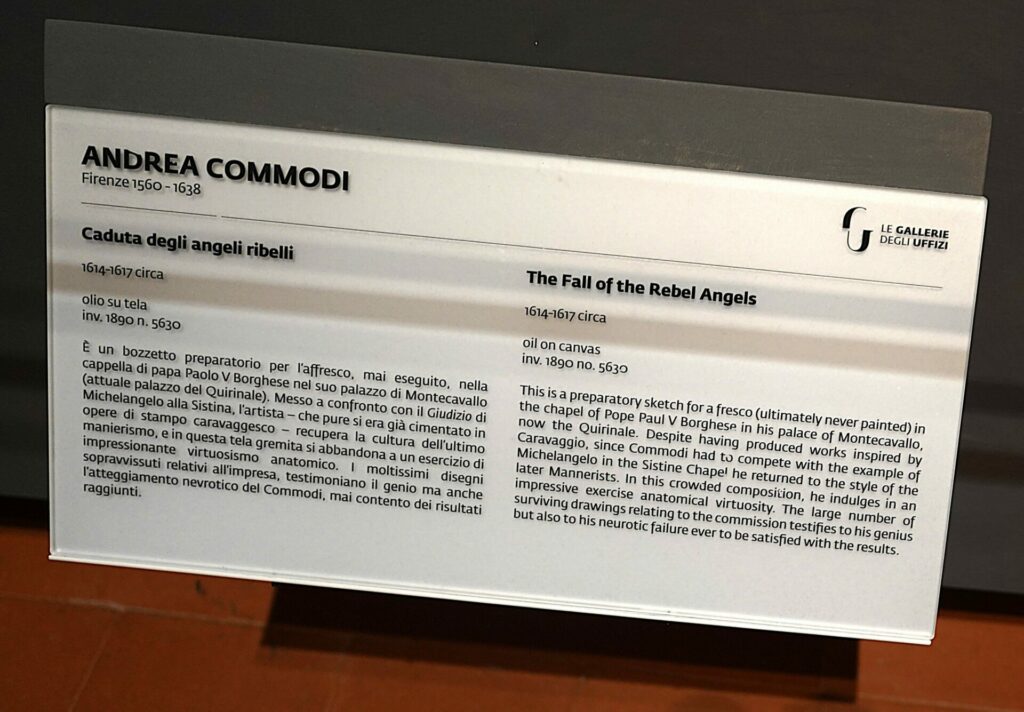 ANDREA COMMODI
Firenze 1560 - 1638
LE GALLERIE
DEGLI UFFIZI
Caduta degli angeli ribelli
1614-1617 circa
olio su tela
inv. 1890 n. 5630
È un bozzetto preparatorio per l'affresco, mai eseguito, nella
cappella di papa Paolo V Borghese nel suo palazzo di Montecavallo
(attuale palazzo del Quirinale). Messo a confronto con il Giudizio di
Michelangelo alla Sistina, l'artista – che pure si era già cimentato in
opere di stampo caravaggesco – recupera la cultura dell'ultimo
manierismo, e in questa tela gremita si abbandona a un esercizio di
impressionante virtuosismo anatomico. I moltissimi disegni
sopravvissuti relativi all'impresa, testimoniano il genio ma anche
l'atteggiamento nevrotico del Commodi, mai contento dei risultati
raggiunti.
The Fall of the Rebel Angels
1614-1617 circa
oil on canvas
inv. 1890 no. 5630
This is a preparatory sketch for a fresco (ultimately never painted) in
the chapel of Pope Paul V Borghese in his palace of Montecavallo,
now the Quirinale. Despite having produced works inspired by
Caravaggio, since Commodi had to compete with the example of
Michelangelo in the Sistine Chapel he returned to the style of the
later Mannerists. In this crowded composition, he indulges in an
impressive exercise anatomical virtuosity. The large number of
surviving drawings relating to the commission testifies to his genius
but also to his neurotic failure ever to be satisfied with the results.